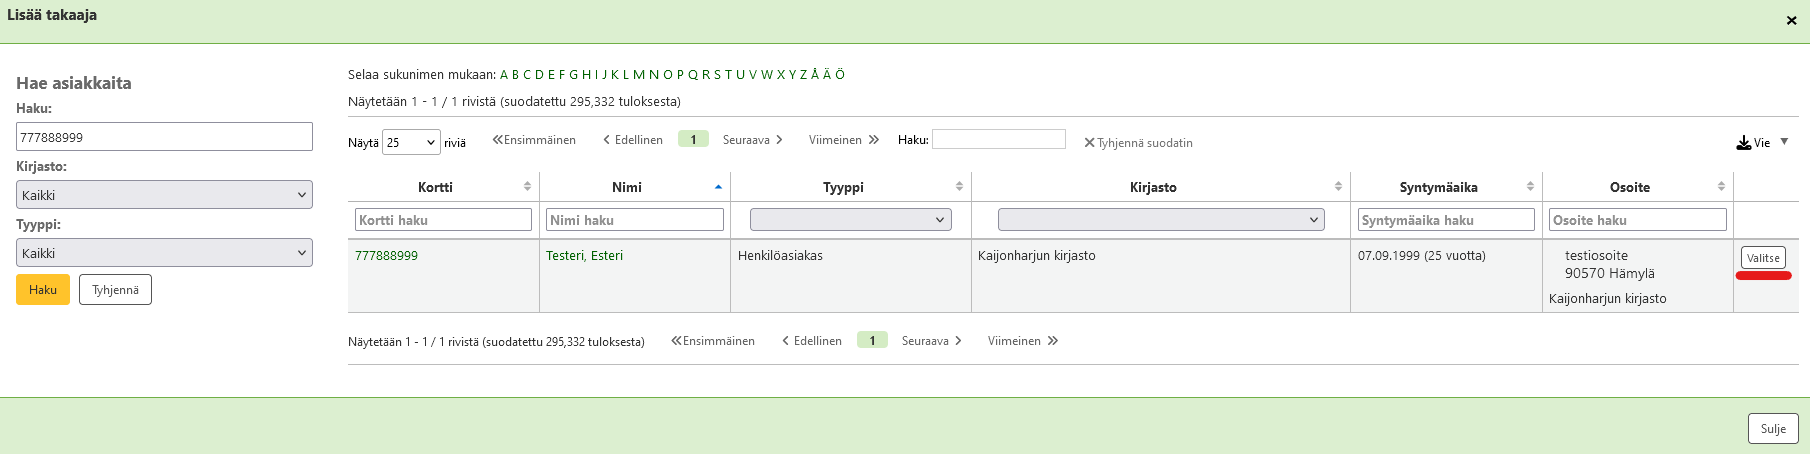 Lisää takaaja
×
Hae asiakkaita
Haku:
777888999
Kirjasto:
Kaikki
Tyyppi:
Kaikki
Haku Tyhjennä
Selaa sukunimen mukaan: A B C D E F G H I J K L M N O P Q R S T U V W X Y Z Å Ä Ö
Näytetään 1 - 1 / 1 rivistä (suodatettu 295,332 tuloksesta)
Näytä 25 riviä Ensimmäinen Edellinen 1 Seuraava Viimeinen Haku: Tyhjennä suodatin Vie
Kortti Nimi Tyyppi Kirjasto Syntymäaika Osoite
Kortti haku Nimi haku Syntymäaika haku Osoite haku
777888999 Testeri, Esteri Henkilöasiakas Kaijonharjun kirjasto 07.09.1999 (25 vuotta) testiosoite Valitse
90570 Hämylä
Kaijonharjun kirjasto
Näytetään 1 - 1 / 1 rivistä (suodatettu 295,332 tuloksesta) Ensimmäinen Edellinen 1 Seuraava Viimeinen
Sulje